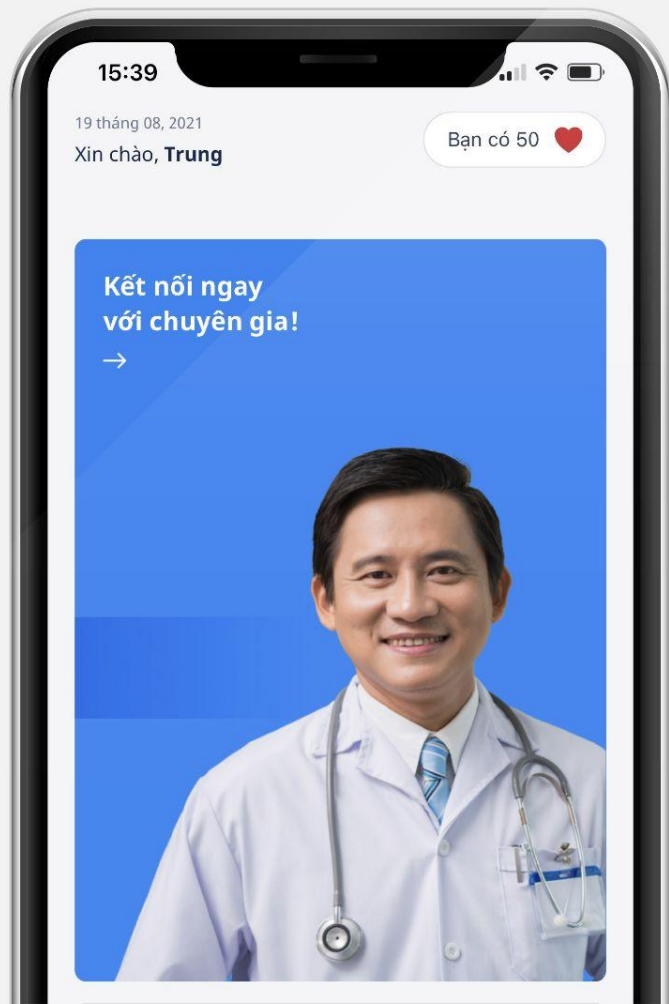 15:39
19 tháng 08, 2021
Xin chào, Trung
Bạn có 50
Kết nối ngay
với chuyên gia!